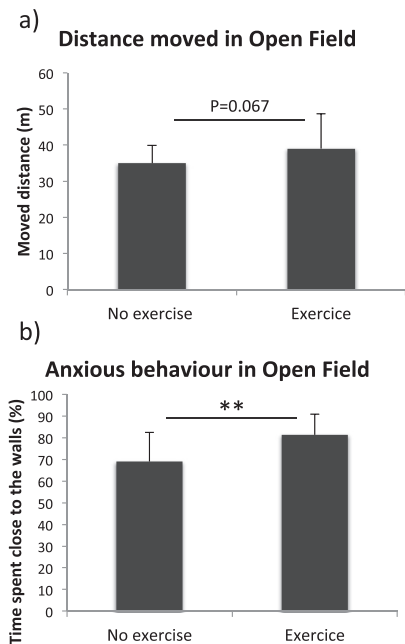 a)
Distance moved in Open Field
Moved distance (m)
60
50
40
30
20
10
0
P=0.067
No exercise
Exercice
b)
Anxious behaviour in Open Field
Time spent close to the walls (%)
100
90
80
70
60
50
40
30
20
10
0
**
No exercise
Exercice